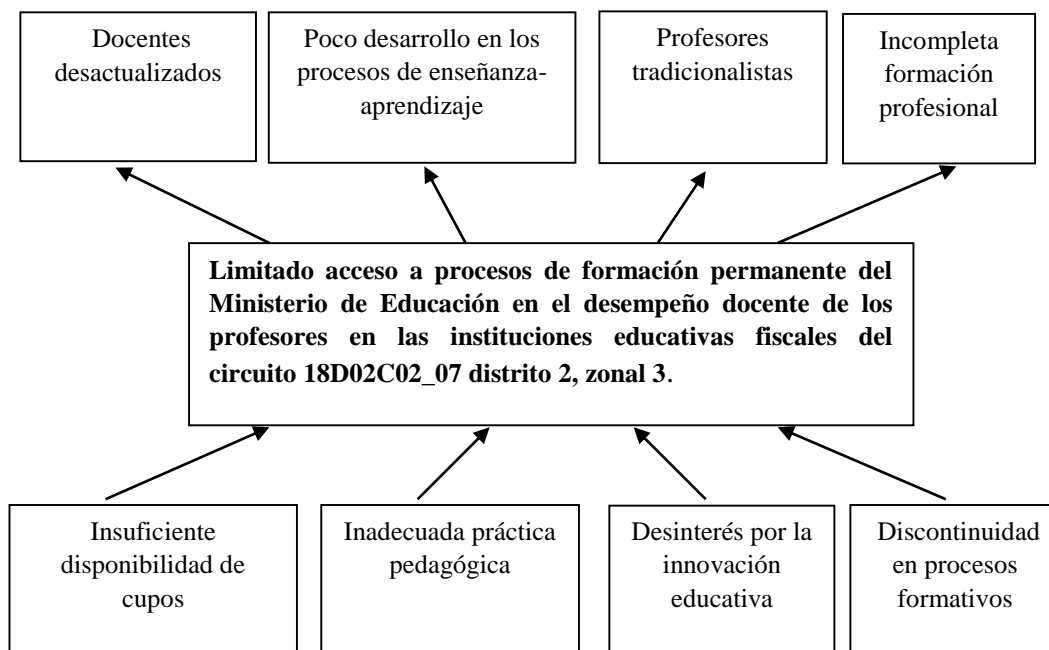 Docentes
desactualizados
Poco desarrollo en los
procesos de enseñanza-
aprendizaje
Profesores
tradicionalistas
Incompleta
formación
profesional
Limitado acceso a procesos de formación permanente del
Ministerio de Educación en el desempeño docente de los
profesores en las instituciones educativas fiscales del
circuito 18D02C02_07 distrito 2, zonal 3.
Insuficiente
disponibilidad de
cupos
Inadecuada práctica
pedagógica
Desinterés por la
innovación
educativa
Discontinuidad
en procesos
formativos